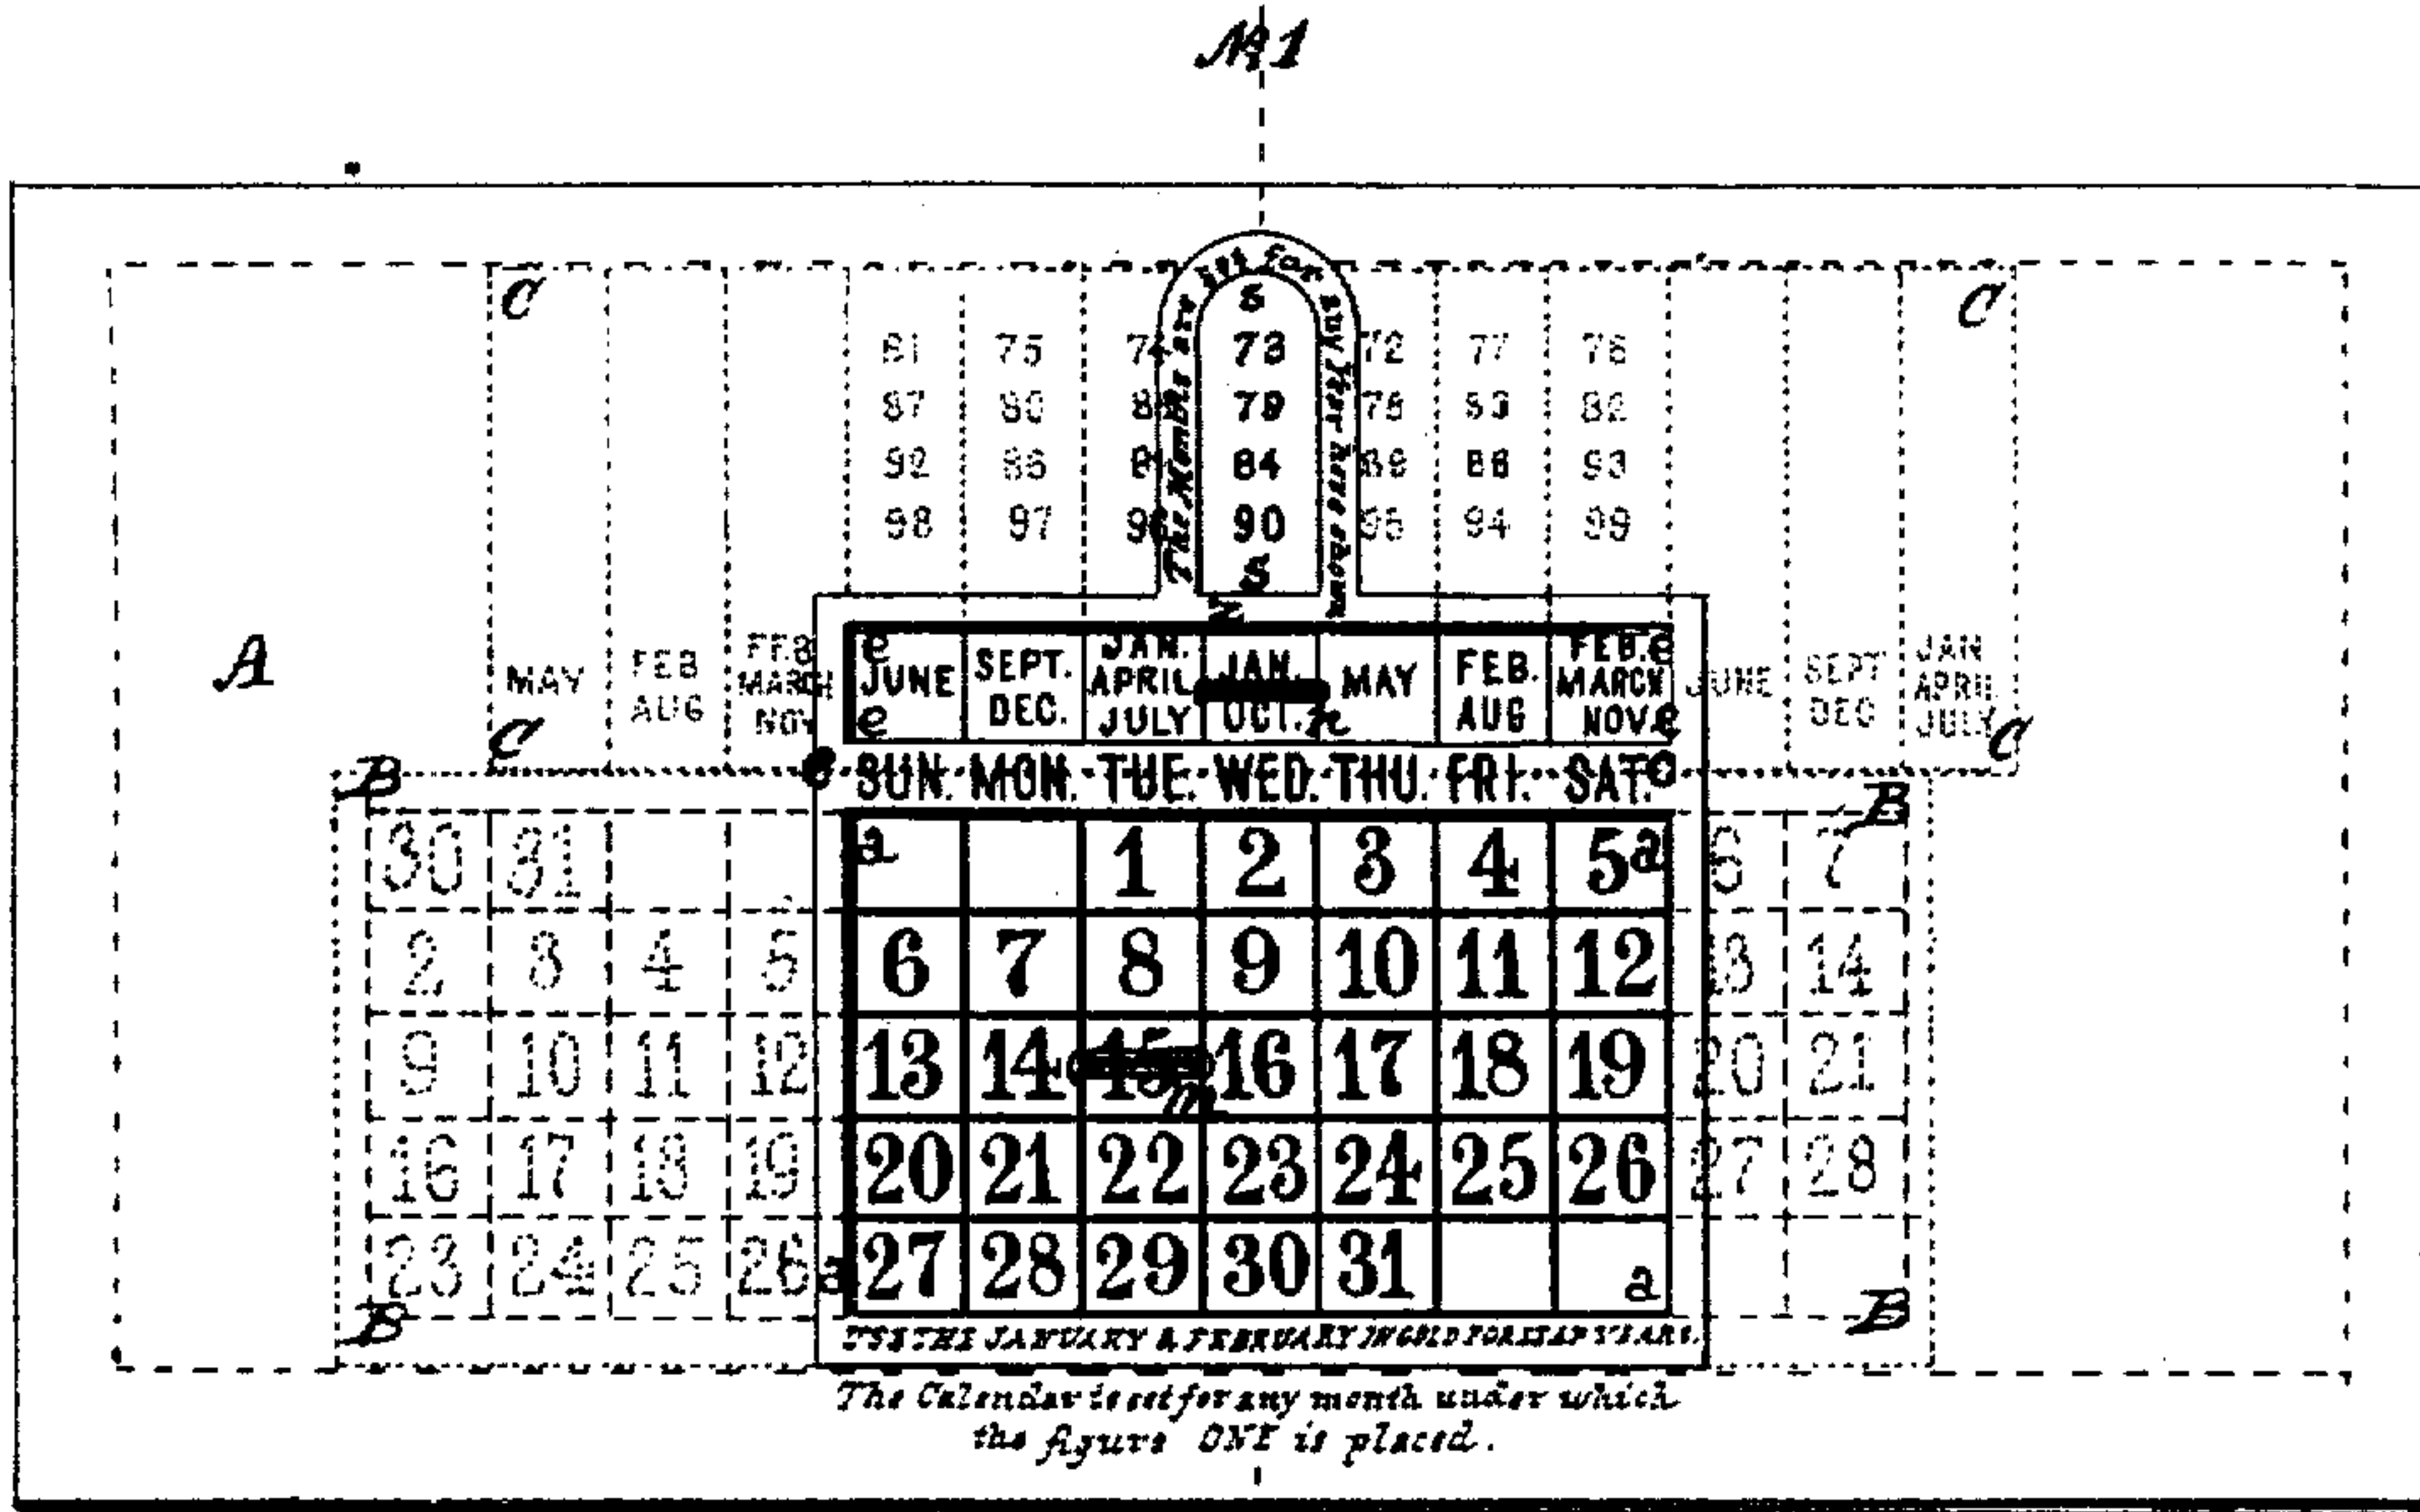 C C
The Months are set for any Year here shown
S
81 75 73 72 77 76
87 80 79 78 83 82
92 86 84 88 93
98 97 90 95 94 99
S
z
A
MAY FEB AUG FEB MARCH NOV e JUNE e SEPT. DEC. JAN. APRIL JULY JAN. OCT. n MAY FEB. AUG FEB. e MARCH NOV. e JUNE SEPT DEC JAN APRIL JULY
C C
B SUN. MON. TUE. WED. THU. FRI. SAT. B
30 31 a 1 2 3 4 5 a 6 7
2 3 4 5 6 7 8 9 10 11 12 13 14
9 10 11 12 13 14 15 16 17 18 19 20 21
m
16 17 18 19 20 21 22 23 24 25 26 27 28
23 24 25 26 a 27 28 29 30 31 a
B B
USE THE JANUARY & FEBRUARY IN GOLD FOR LEAP YEARS.
The Calendar is set for any month under which
the figure ONE is placed.